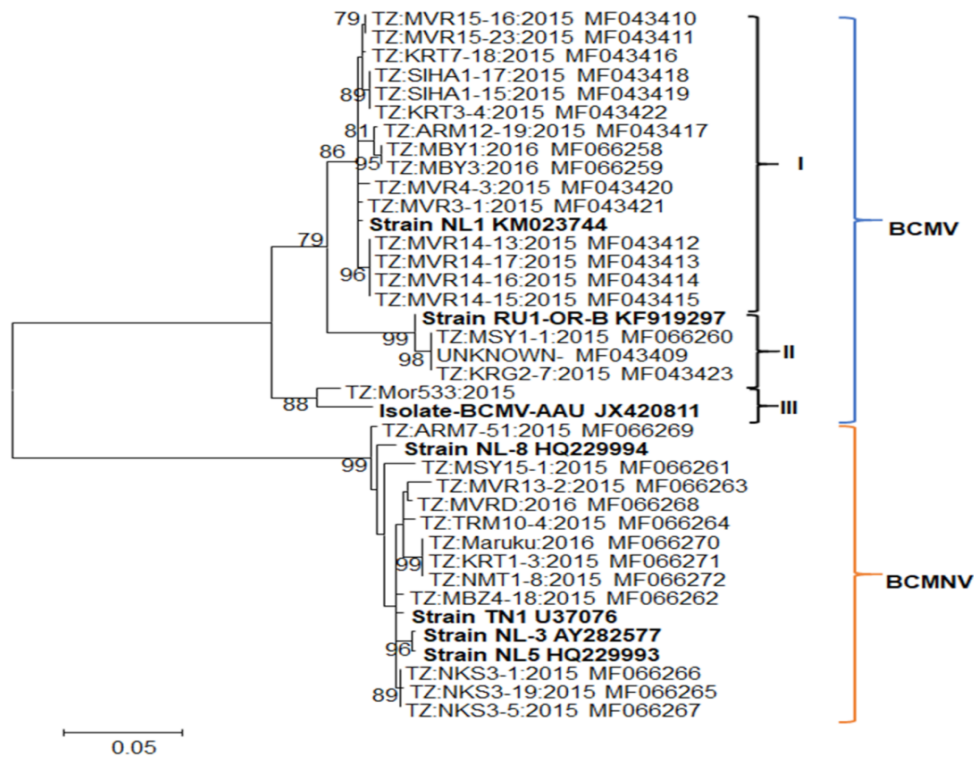 79
TZ:MVR15-16:2015 MF043410
TZ:MVR15-23:2015 MF043411
TZ:KRT7-18:2015 MF043416
TZ:SIHA1-17:2015 MF043418
89
TZ:SIHA1-15:2015 MF043419
TZ:KRT3-4:2015 MF043422
81
TZ:ARM12-19:2015 MF043417
86
TZ:MBY1:2016 MF066258
95
TZ:MBY3:2016 MF066259
I
TZ:MVR4-3:2015 MF043420
TZ:MVR3-1:2015 MF043421
Strain NL1 KM023744
BCMV
79
TZ:MVR14-13:2015 MF043412
TZ:MVR14-17:2015 MF043413
96
TZ:MVR14-16:2015 MF043414
TZ:MVR14-15:2015 MF043415
Strain RU1-OR-B KF919297
99
TZ:MSY1-1:2015 MF066260
98
UNKNOWN- MF043409
II
TZ:KRG2-7:2015 MF043423
TZ:Mor533:2015
88
Isolate-BCMV-AAU JX420811
III
TZ:ARM7-51:2015 MF066269
Strain NL-8 HQ229994
99
TZ:MSY15-1:2015 MF066261
TZ:MVR13-2:2015 MF066263
TZ:MVRD:2016 MF066268
TZ:TRM10-4:2015 MF066264
TZ:Maruku:2016 MF066270
99
TZ:KRT1-3:2015 MF066271
TZ:NMT1-8:2015 MF066272
BCMNV
TZ:MBZ4-18:2015 MF066262
Strain TN1 U37076
Strain NL-3 AY282577
96
Strain NL5 HQ229993
TZ:NKS3-1:2015 MF066266
89
TZ:NKS3-19:2015 MF066265
TZ:NKS3-5:2015 MF066267
0.05